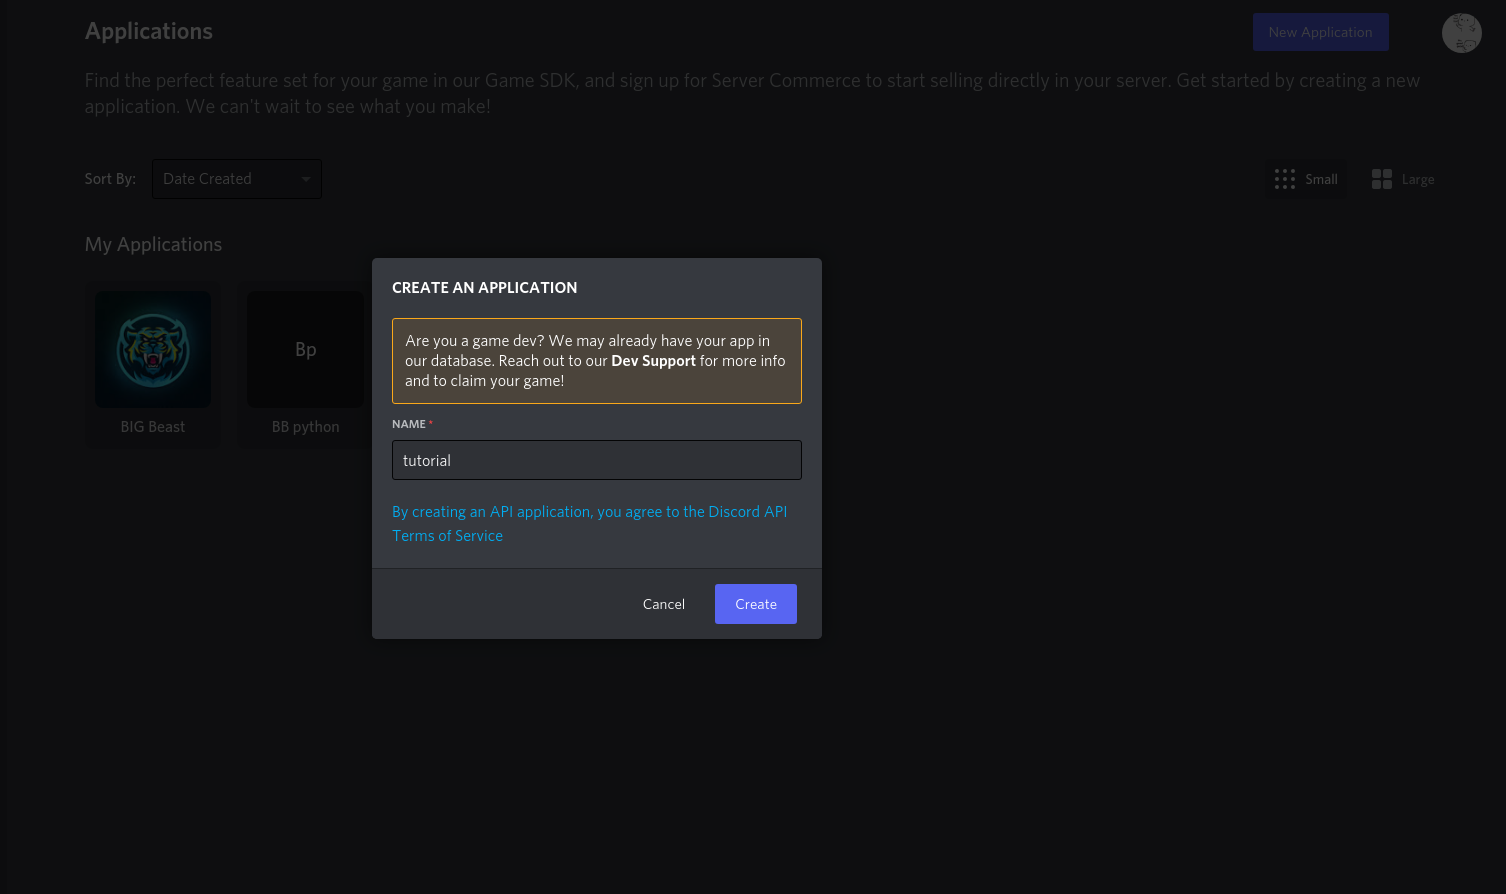 Applications
New Application
Find the perfect feature set for your game in our Game SDK, and sign up for Server Commerce to start selling directly in your server. Get started by creating a new
application. We can't wait to see what you make!
Sort By:
Date Created
Small
Large
My Applications
Bp
BIG Beast
BB python
CREATE AN APPLICATION
Are you a game dev? We may already have your app in
our database. Reach out to our Dev Support for more info
and to claim your game!
NAME *
tutorial
By creating an API application, you agree to the Discord API
Terms of Service
Cancel
Create